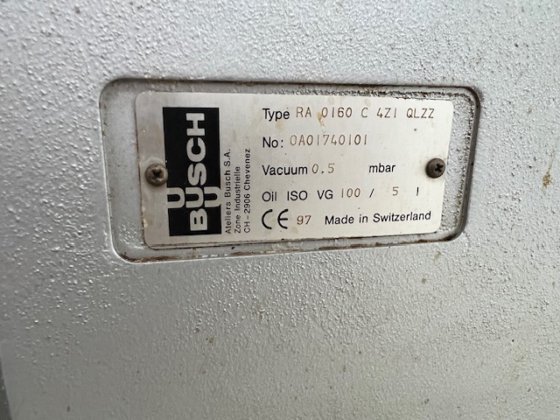 BUSCH
Ateliers Busch S.A.
Zone Industrielle
CH - 2906 Chevenez
Type RA 0160 C 4Z1 QLZZ
No: 0A01740101
Vacuum 0.5 mbar
Oil ISO VG 100 / 5 l
CE 97 Made in Switzerland